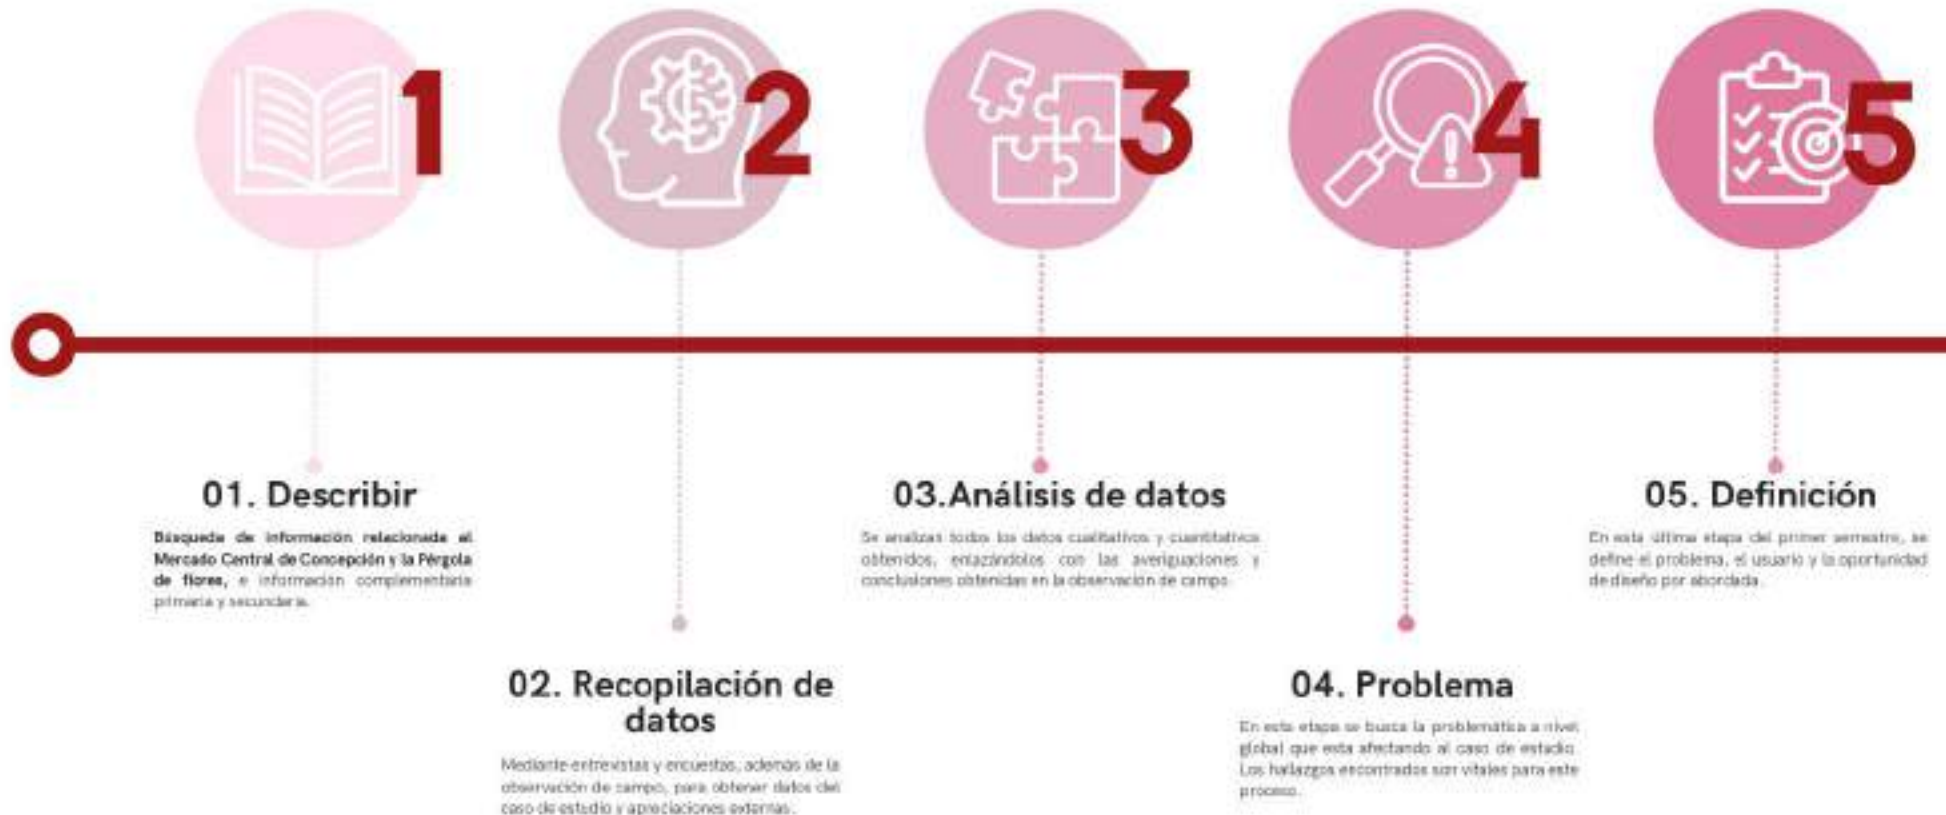 1
2
3
4
5
01. Describir
Búsqueda de información relacionada al
Mercado Central de Concepción y la Pérgola
de flores, e información complementaria
primaria y secundaria.
02. Recopilación de
datos
Mediante entrevistas y encuestas, además de la
observación de campo, para obtener datos del
caso de estudio y apreciaciones externas.
03.Análisis de datos
Se analizan todos los datos cualitativos y cuantitativos
obtenidos, enlazándolos con las averiguaciones y
conclusiones obtenidas en la observación de campo.
04. Problema
En esta etapa se busca la problemática a nivel
global que esta afectando al caso de estudio.
Los hallazgos encontrados son vitales para este
proceso.
05. Definición
En esta última etapa del primer semestre, se
define el problema, el usuario y la oportunidad
de diseño por abordada.